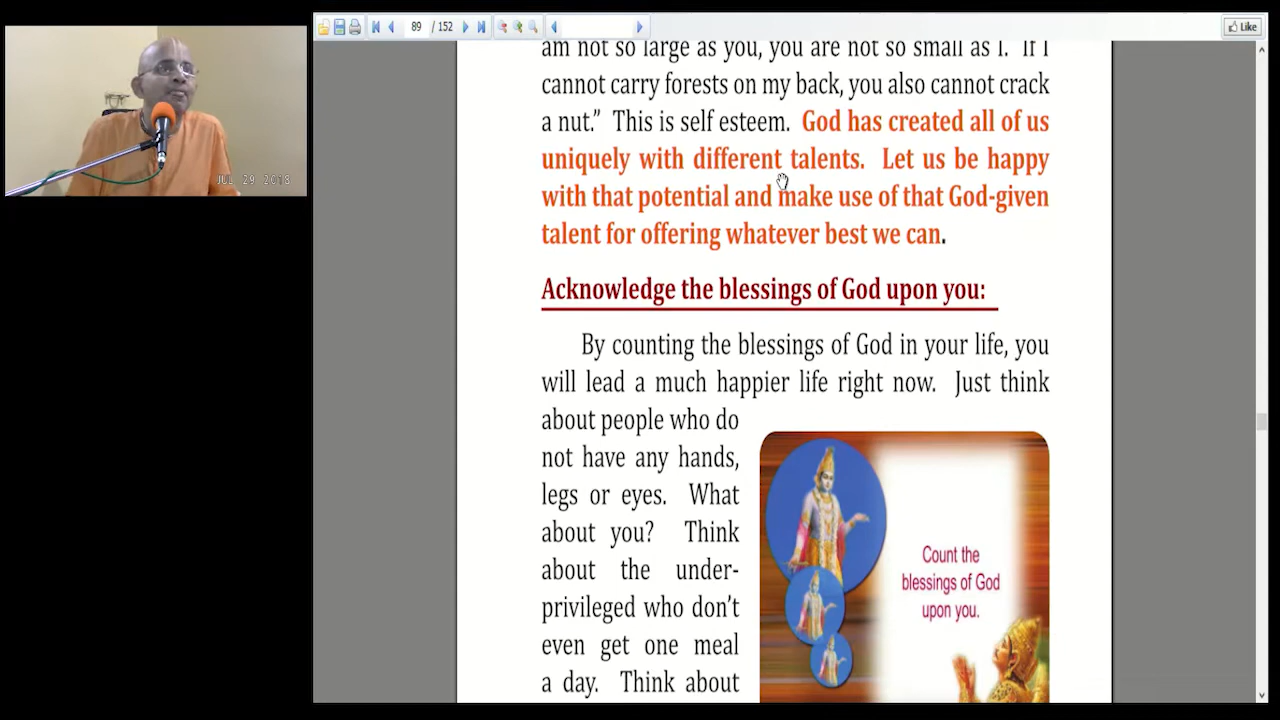 89 / 152
Like
am not so large as you, you are not so small as I. If I
cannot carry forests on my back, you also cannot crack
a nut.” This is self esteem. God has created all of us
uniquely with different talents. Let us be happy
with that potential and make use of that God-given
talent for offering whatever best we can.
Acknowledge the blessings of God upon you:
By counting the blessings of God in your life, you
will lead a much happier life right now. Just think
about people who do
not have any hands,
legs or eyes. What
about you? Think
about the under-
privileged who don’t
even get one meal
a day. Think about
Count the
blessings of God
upon you.
JUL 29 2018